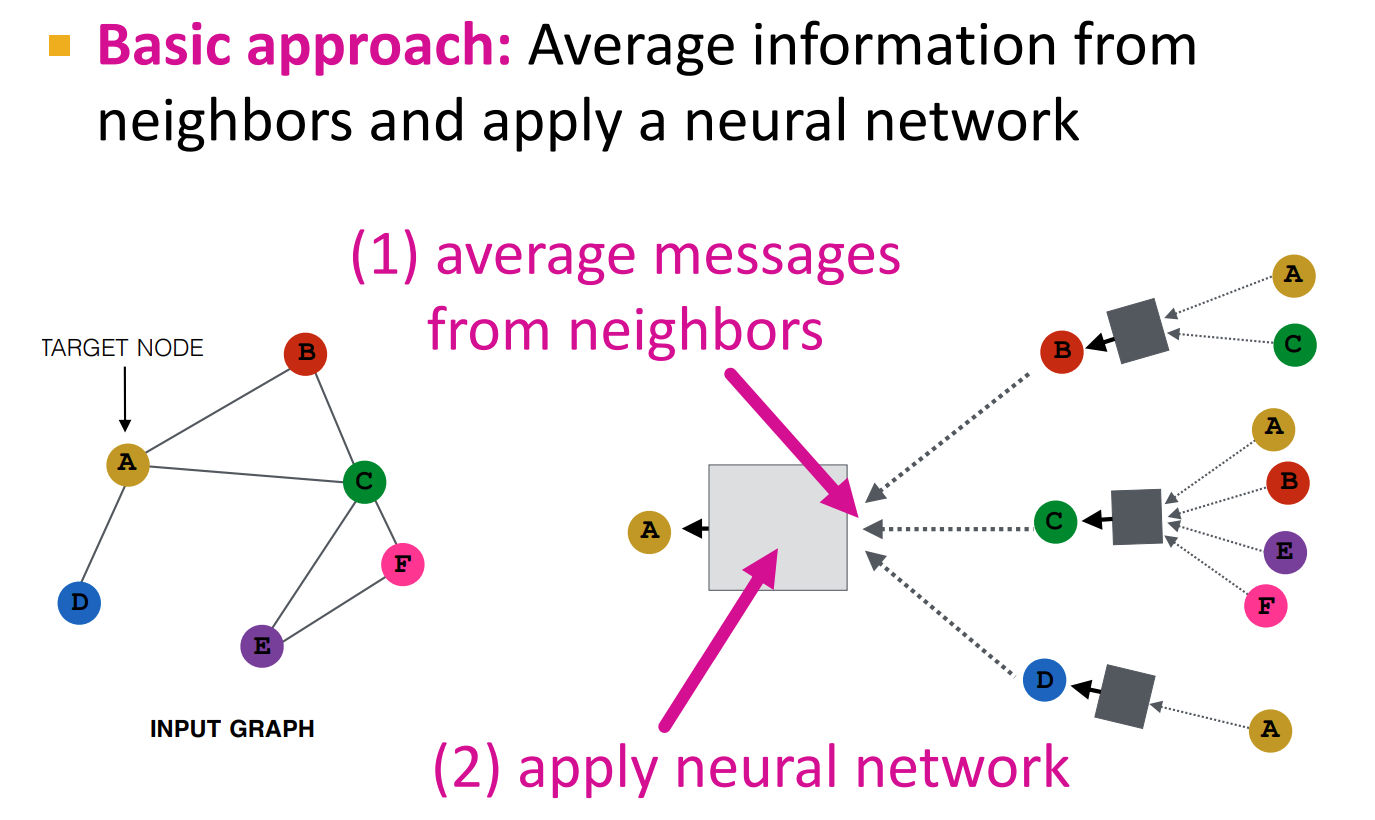 Basic approach: Average information from
neighbors and apply a neural network
(1) average messages
from neighbors
TARGET NODE
B
A
C
F
D
E
INPUT GRAPH
A
B
C
D
A
C
A
B
E
F
A
(2) apply neural network